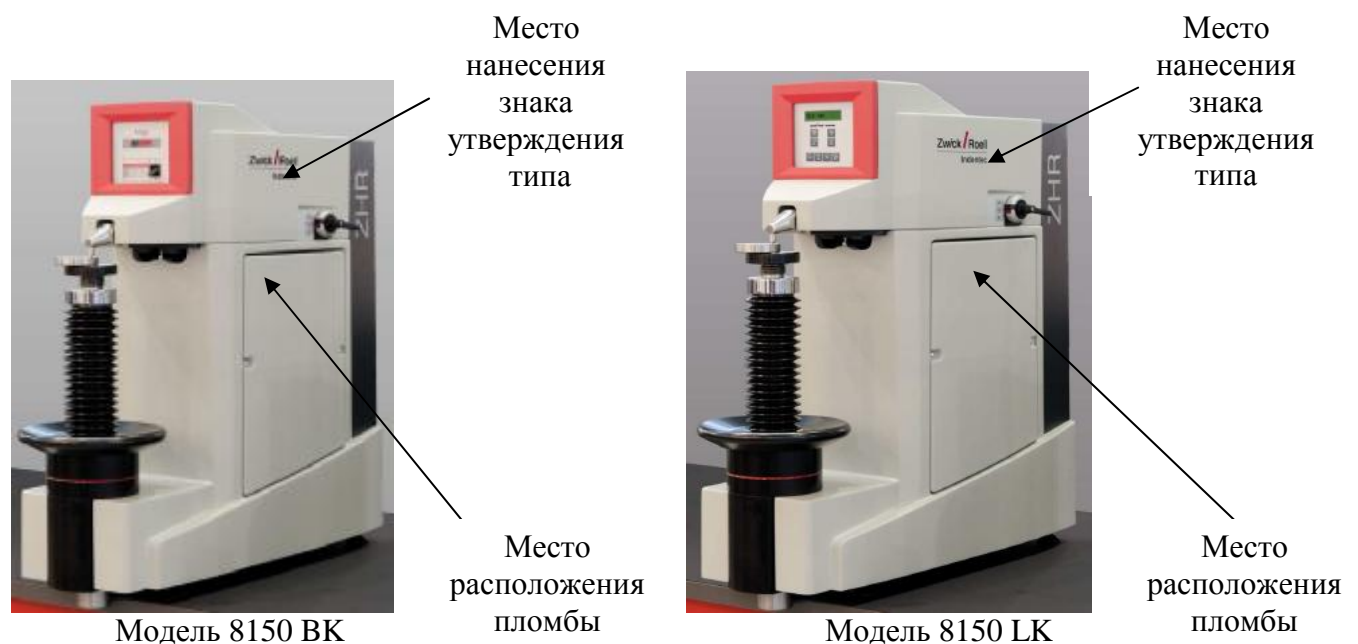 Место
нанесения
знака
утверждения
типа
Zwick / Roell
ZHR
Место
расположения
пломбы
Модель 8150 BK
Место
нанесения
знака
утверждения
типа
Zwick / Roell
Indentec
ZHR
Место
расположения
пломбы
Модель 8150 LK